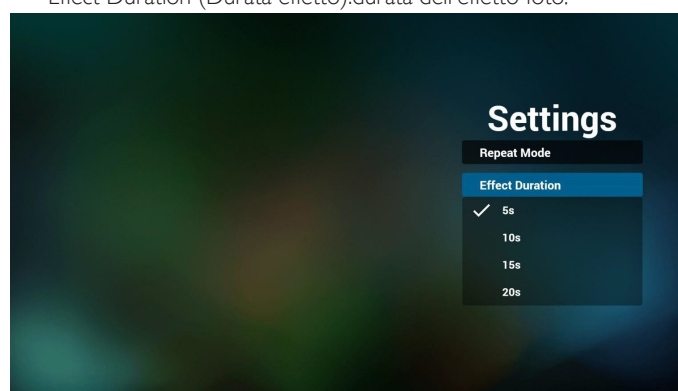 Effect Duration (Durata effetto):durata dell'effetto foto.
Settings
Repeat Mode
Effect Duration
5s
10s
15s
20s